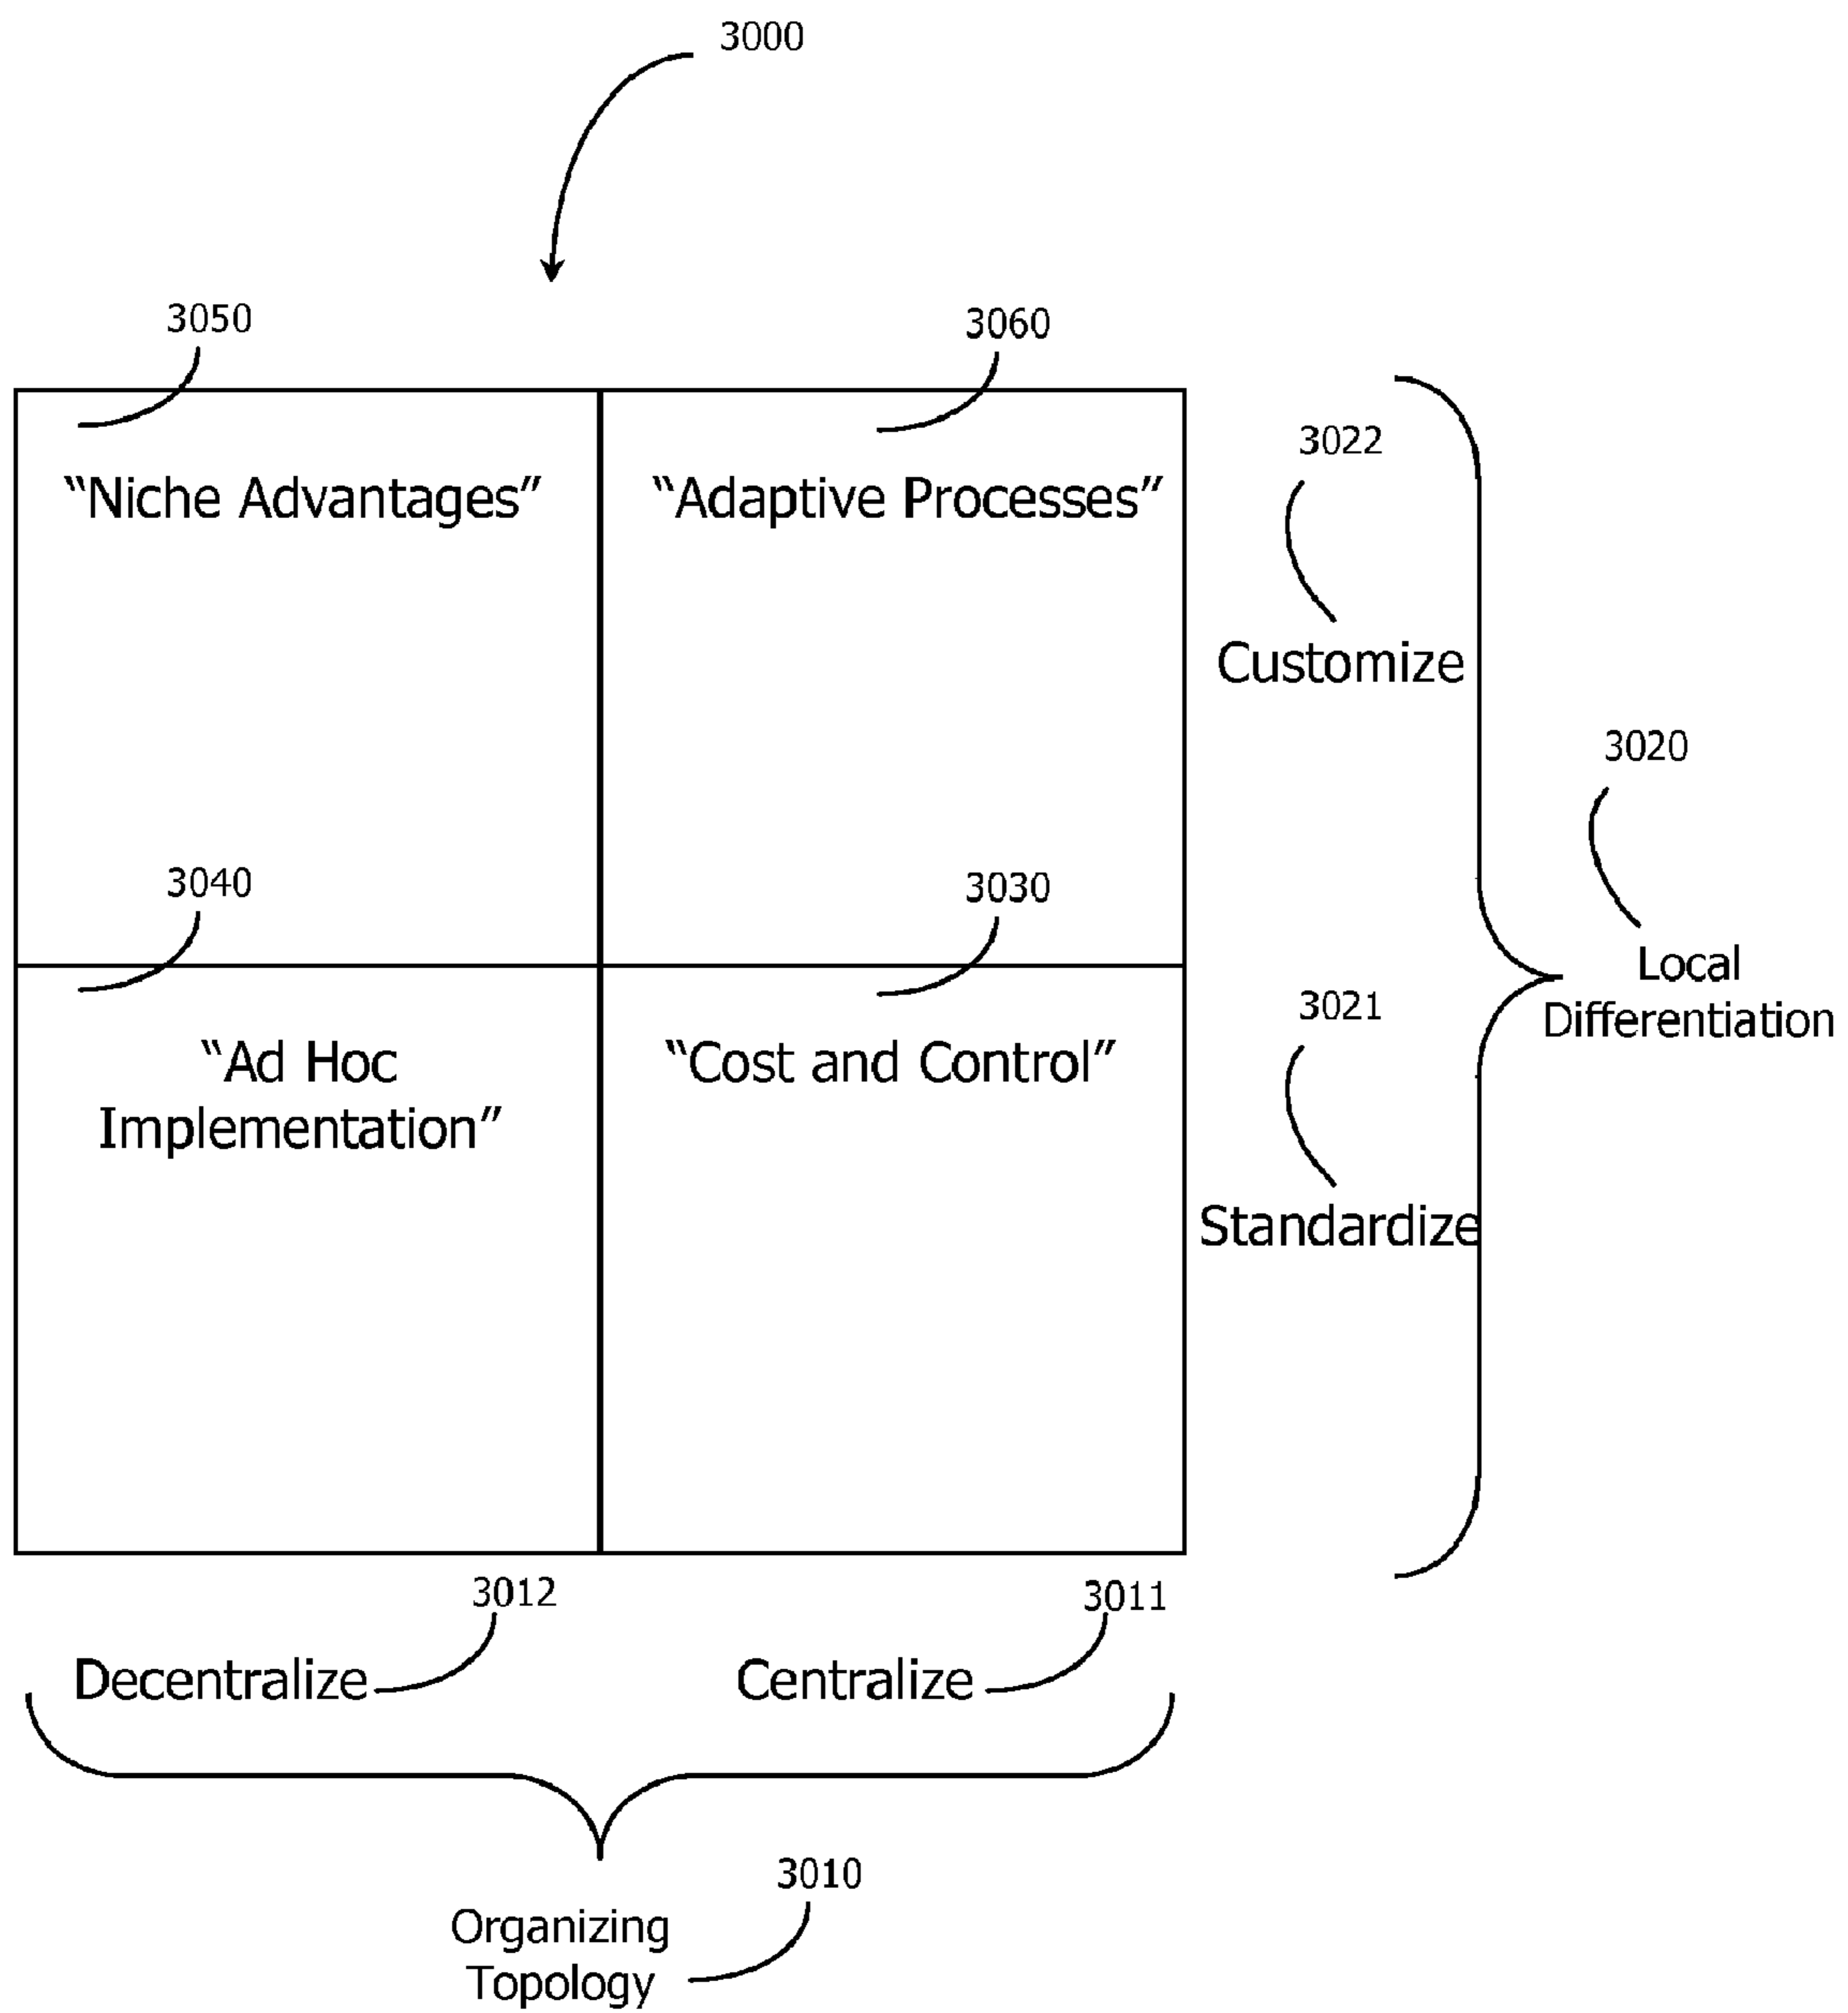 3000
3050
3060
“Niche Advantages”
“Adaptive Processes”
3022
Customize
3020
Local
Differentiation
3040
3030
“Ad Hoc
Implementation”
“Cost and Control”
3021
Standardize
3012
3011
Decentralize
Centralize
3010
Organizing
Topology